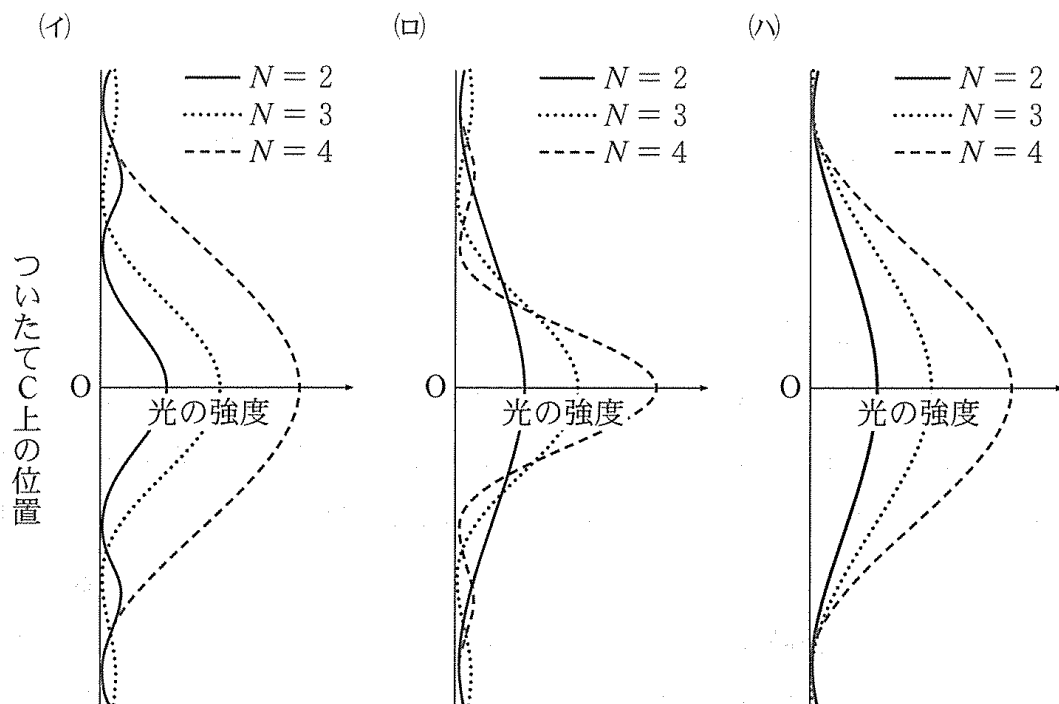 (イ)
N = 2
N = 3
N = 4
(ロ)
N = 2
N = 3
N = 4
(ハ)
N = 2
N = 3
N = 4
ついたてC上の位置
O
光の強度
O
光の強度
O
光の強度